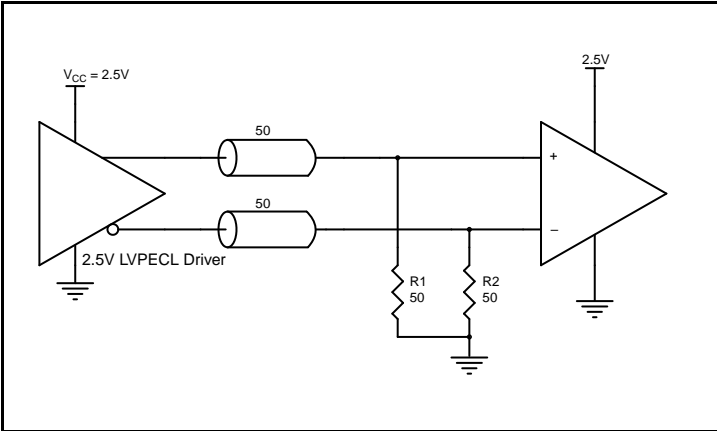 V_CC = 2.5V
2.5V
50
+
50
–
2.5V LVPECL Driver
R1
50
R2
50